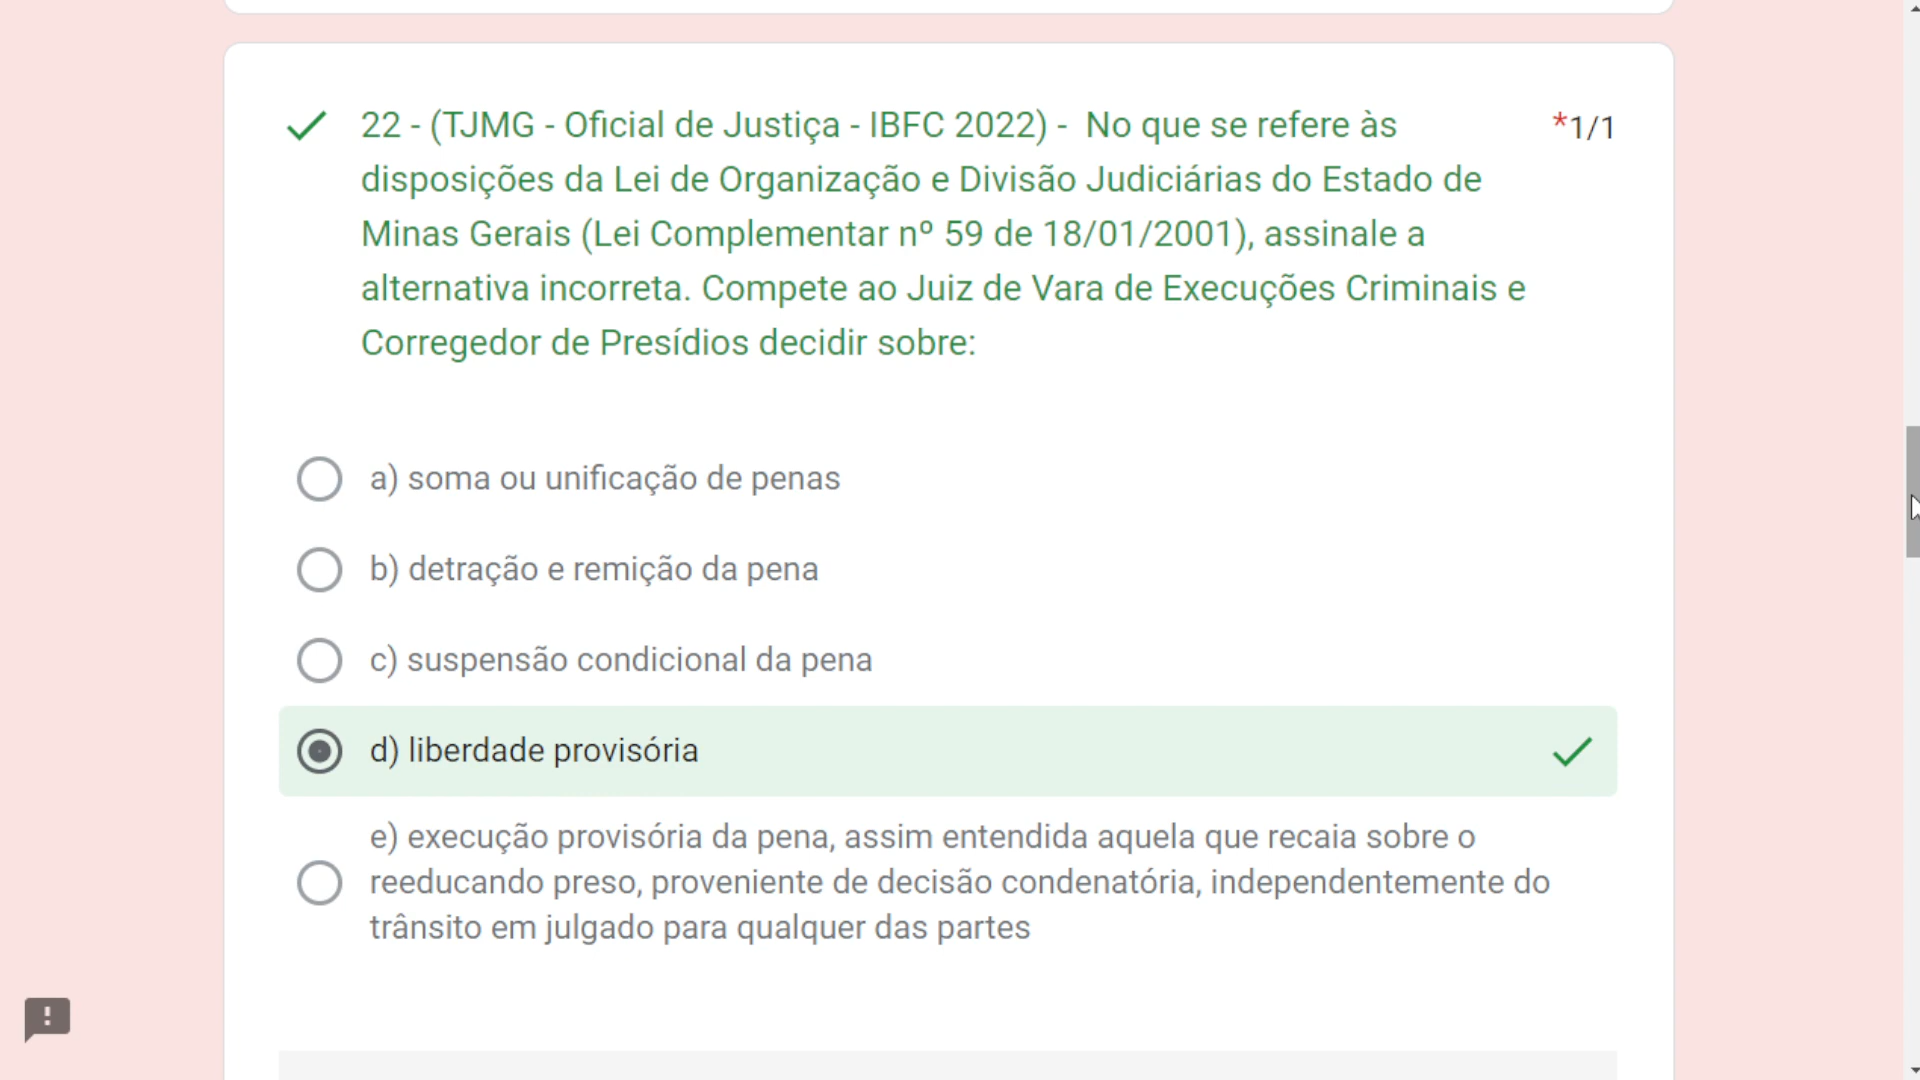 22 - (TJMG - Oficial de Justiça - IBFC 2022) -  No que se refere às
*1/1
disposições da Lei de Organização e Divisão Judiciárias do Estado de
Minas Gerais (Lei Complementar nº 59 de 18/01/2001), assinale a
alternativa incorreta. Compete ao Juiz de Vara de Execuções Criminais e
Corregedor de Presídios decidir sobre:
a) soma ou unificação de penas
b) detração e remição da pena
c) suspensão condicional da pena
d) liberdade provisória
e) execução provisória da pena, assim entendida aquela que recaia sobre o
reeducando preso, proveniente de decisão condenatória, independentemente do
trânsito em julgado para qualquer das partes